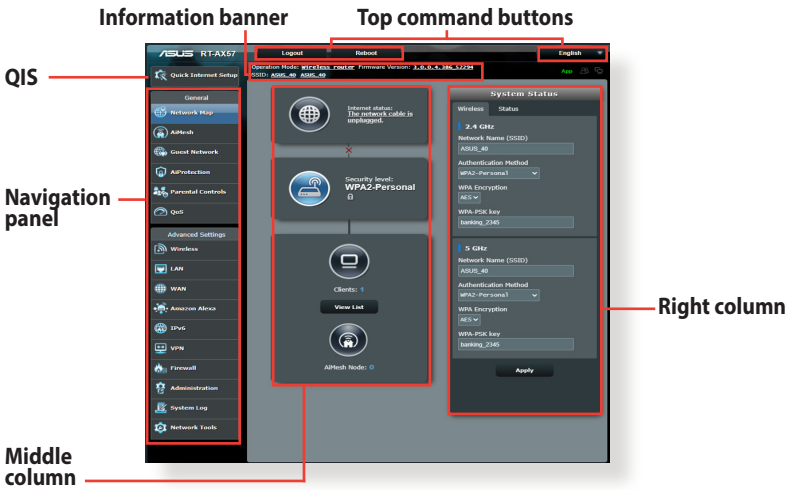 Information banner
Top command buttons
QIS
Navigation
panel
Middle
column
Right column
ASUS RT-AX57
Logout
Reboot
English
Quick Internet Setup
Operation Mode: Wireless router Firmware Version: 3.0.0.4.386_57294
SSID: ASUS_40 ASUS_40
App
General
Network Map
AiMesh
Guest Network
AiProtection
Parental Controls
QoS
Advanced Settings
Wireless
LAN
WAN
Amazon Alexa
IPv6
VPN
Firewall
Administration
System Log
Network Tools
Internet status:
The network cable is
unplugged.
Security level:
WPA2-Personal
Clients: 1
View List
AiMesh Node: 0
System Status
Wireless
Status
2.4 GHz
Network Name (SSID)
ASUS_40
Authentication Method
WPA2-Personal
WPA Encryption
AES
WPA-PSK key
banking_2345
5 GHz
Network Name (SSID)
ASUS_40
Authentication Method
WPA2-Personal
WPA Encryption
AES
WPA-PSK key
banking_2345
Apply